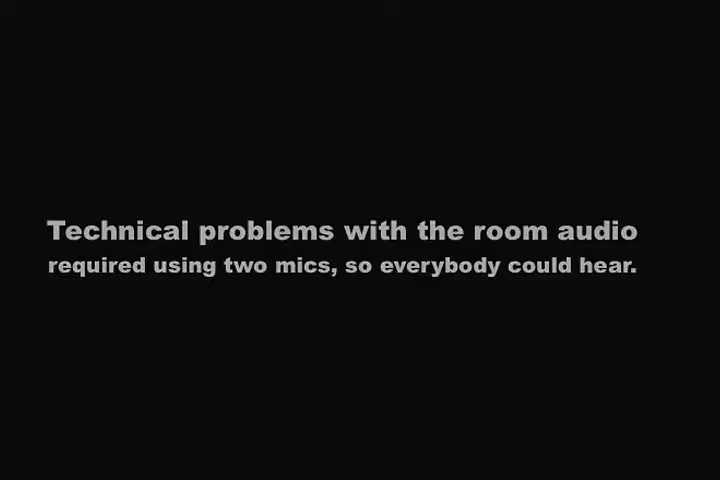 Technical problems with the room audio
required using two mics, so everybody could hear.